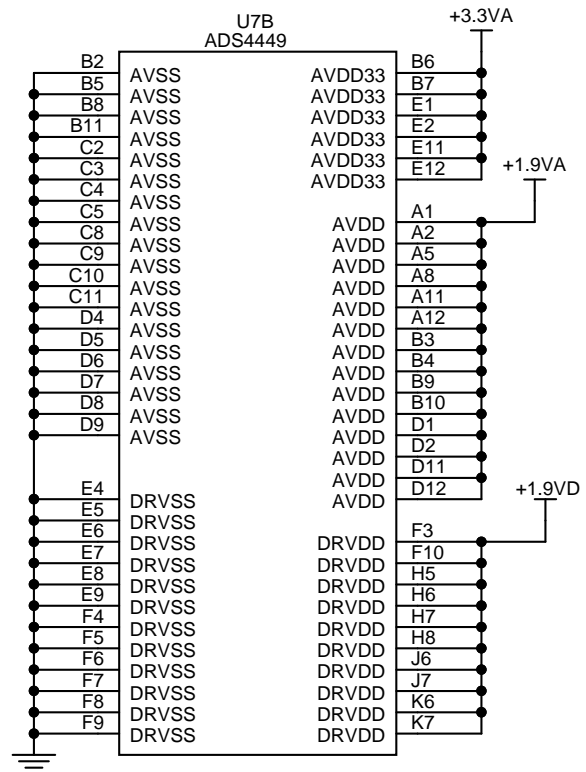 U7B
ADS4449
+3.3VA
B2 AVSS AVDD33 B6
B5 AVSS AVDD33 B7
B8 AVSS AVDD33 E1
B11 AVSS AVDD33 E2
C2 AVSS AVDD33 E11
C3 AVSS AVDD33 E12
+1.9VA
C4 AVSS
C5 AVSS AVDD A1
C8 AVSS AVDD A2
C9 AVSS AVDD A5
C10 AVSS AVDD A8
C11 AVSS AVDD A11
D4 AVSS AVDD A12
D5 AVSS AVDD B3
D6 AVSS AVDD B4
D7 AVSS AVDD B9
D8 AVSS AVDD B10
D9 AVSS AVDD D1
AVDD D2
AVDD D11
E4 DRVSS AVDD D12
+1.9VD
E5 DRVSS
E6 DRVSS DRVDD F3
E7 DRVSS DRVDD F10
E8 DRVSS DRVDD H5
E9 DRVSS DRVDD H6
F4 DRVSS DRVDD H7
F5 DRVSS DRVDD H8
F6 DRVSS DRVDD J6
F7 DRVSS DRVDD J7
F8 DRVSS DRVDD K6
F9 DRVSS DRVDD K7